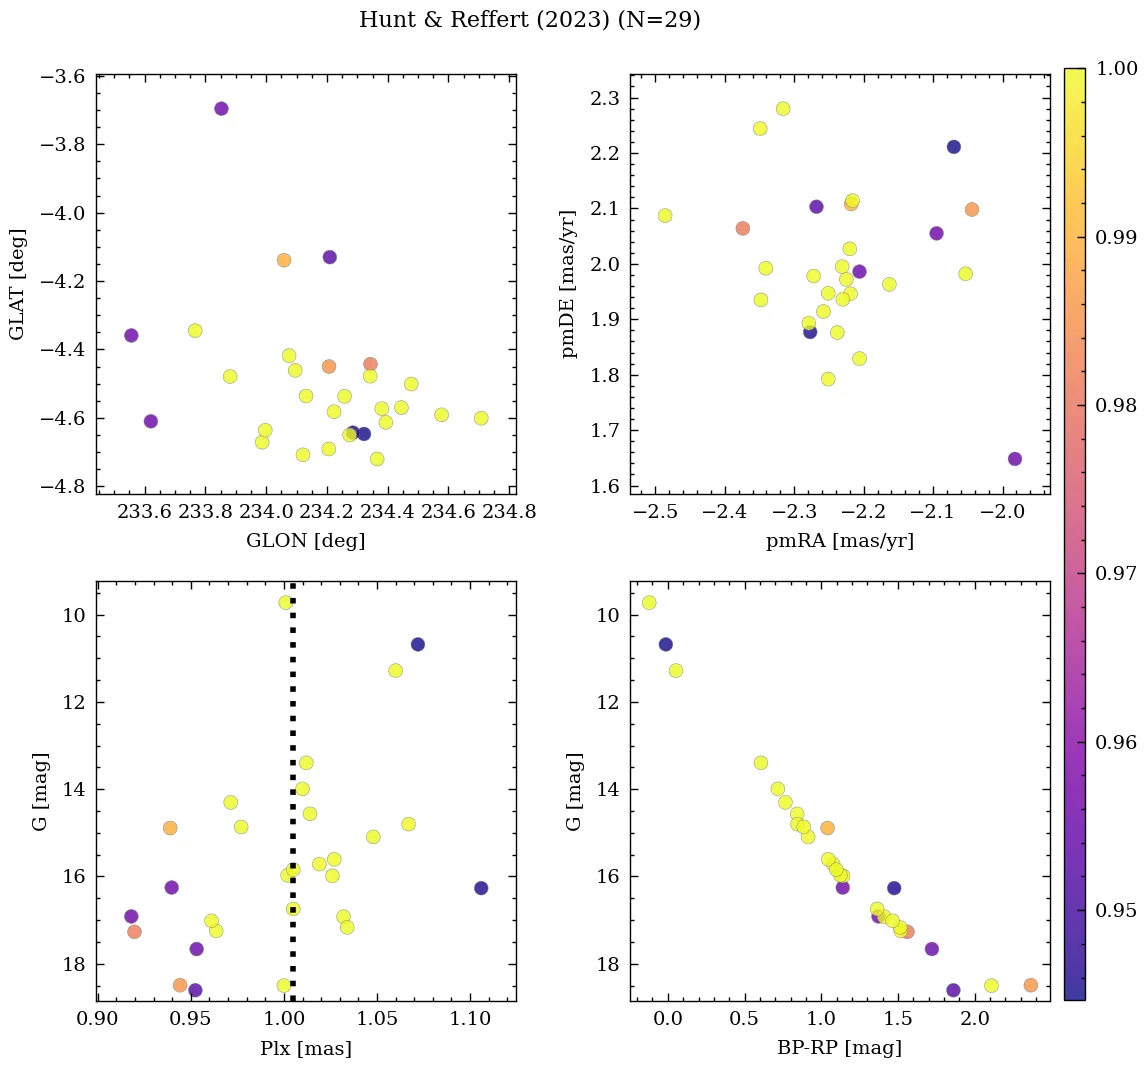 Hunt & Reffert (2023) (N=29)
−3.6
−3.8
−4.0
−4.2
−4.4
−4.6
−4.8
GLAT [deg]
233.6 233.8 234.0 234.2 234.4 234.6 234.8
GLON [deg]
2.3
2.2
2.1
2.0
1.9
1.8
1.7
1.6
pmDE [mas/yr]
−2.5 −2.4 −2.3 −2.2 −2.1 −2.0
pmRA [mas/yr]
1.00
0.99
0.98
0.97
0.96
0.95
10
12
14
16
18
G [mag]
0.90 0.95 1.00 1.05 1.10
Plx [mas]
10
12
14
16
18
G [mag]
0.0 0.5 1.0 1.5 2.0
BP-RP [mag]